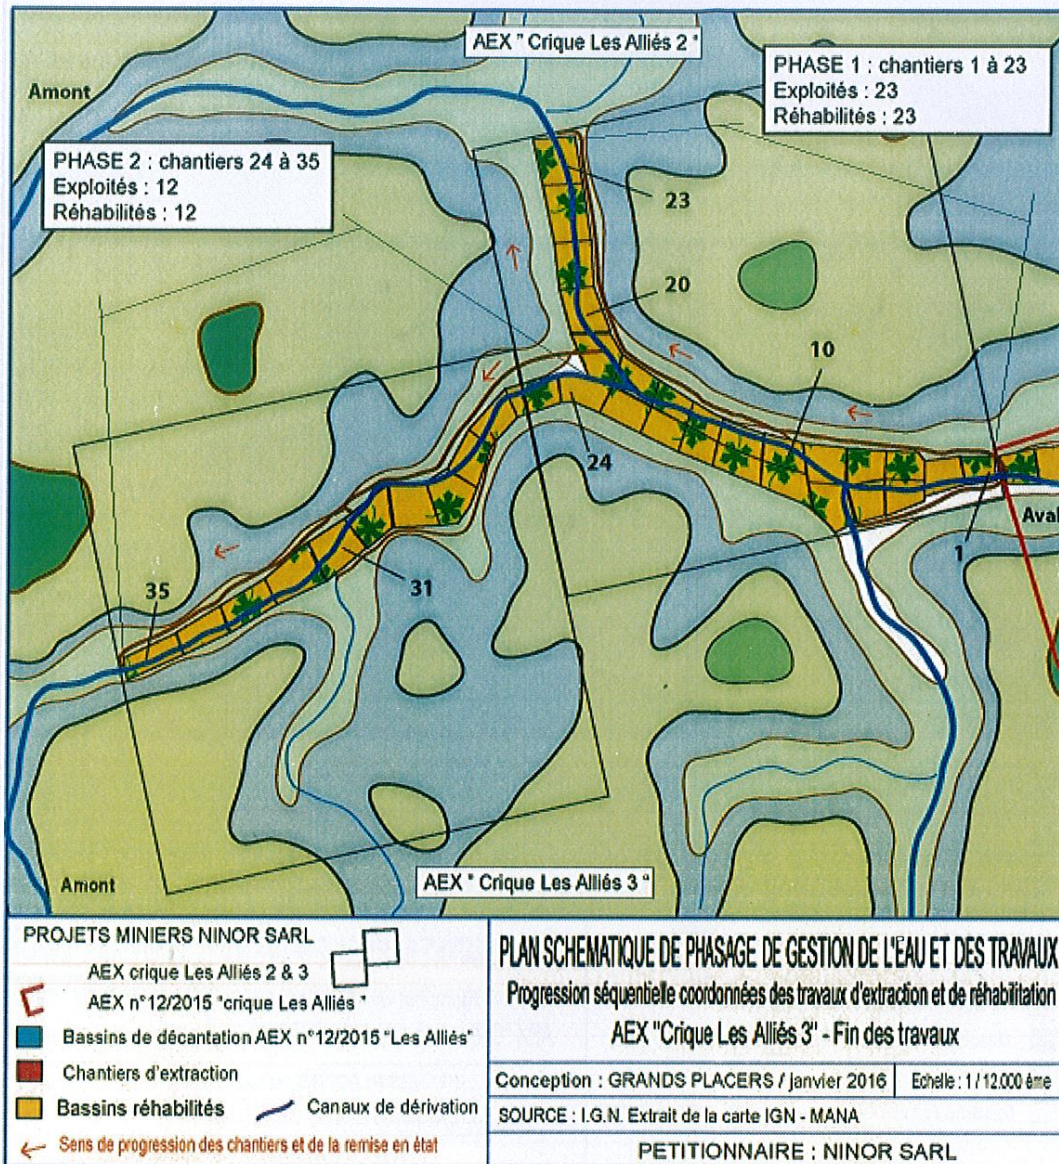 AEX " Crique Les Alliés 2 "
Amont
PHASE 1 : chantiers 1 à 23
Exploités : 23
Réhabilités : 23
PHASE 2 : chantiers 24 à 35
Exploités : 12
Réhabilités : 12
23
20
10
24
1
Aval
31
35
Amont
AEX " Crique Les Alliés 3 "
PROJETS MINIERS NINOR SARL
AEX crique Les Alliés 2 & 3
AEX n°12/2015 "crique Les Alliés "
Bassins de décantation AEX n°12/2015 "Les Alliés"
Chantiers d'extraction
Bassins réhabilités
Canaux de dérivation
Sens de progression des chantiers et de la remise en état
PLAN SCHEMATIQUE DE PHASAGE DE GESTION DE L'EAU ET DES TRAVAUX
Progression séquentielle coordonnées des travaux d'extraction et de réhabilitation
AEX "Crique Les Alliés 3" - Fin des travaux
Conception : GRANDS PLACERS / Janvier 2016
Echelle : 1 / 12.000 ème
SOURCE : I.G.N. Extrait de la carte IGN - MANA
PETITIONNAIRE : NINOR SARL